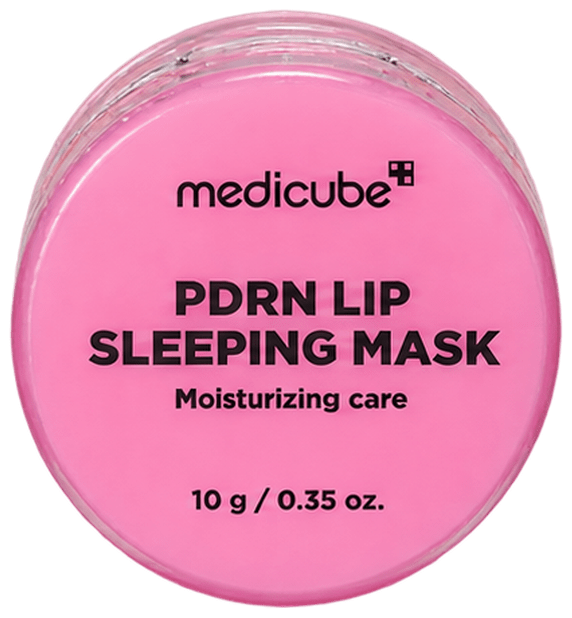 medicube
PDRN LIP
SLEEPING MASK
Moisturizing care
10 g / 0.35 oz.